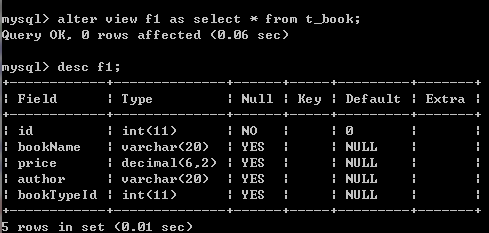 mysql> alter view f1 as select * from t_book;
Query OK, 0 rows affected (0.06 sec)
mysql> desc f1;
+------------+--------------+------+-----+---------+-------+
¦ Field      ¦ Type         ¦ Null ¦ Key ¦ Default ¦ Extra ¦
+------------+--------------+------+-----+---------+-------+
¦ id         ¦ int(11)      ¦ NO   ¦     ¦ 0       ¦       ¦
¦ bookName   ¦ varchar(20)  ¦ YES  ¦     ¦ NULL    ¦       ¦
¦ price      ¦ decimal(6,2) ¦ YES  ¦     ¦ NULL    ¦       ¦
¦ author     ¦ varchar(20)  ¦ YES  ¦     ¦ NULL    ¦       ¦
¦ bookTypeId ¦ int(11)      ¦ YES  ¦     ¦ NULL    ¦       ¦
+------------+--------------+------+-----+---------+-------+
5 rows in set (0.01 sec)